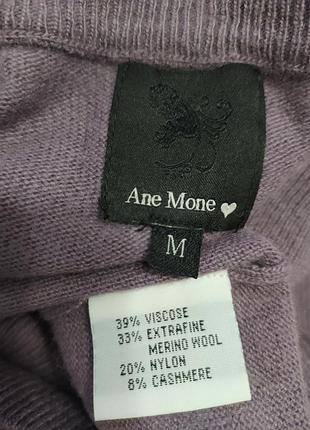 Ane Mone
M
39% VISCOSE
33% EXTRAFINE
MERINO WOOL
20% NYLON
8% CASHMERE